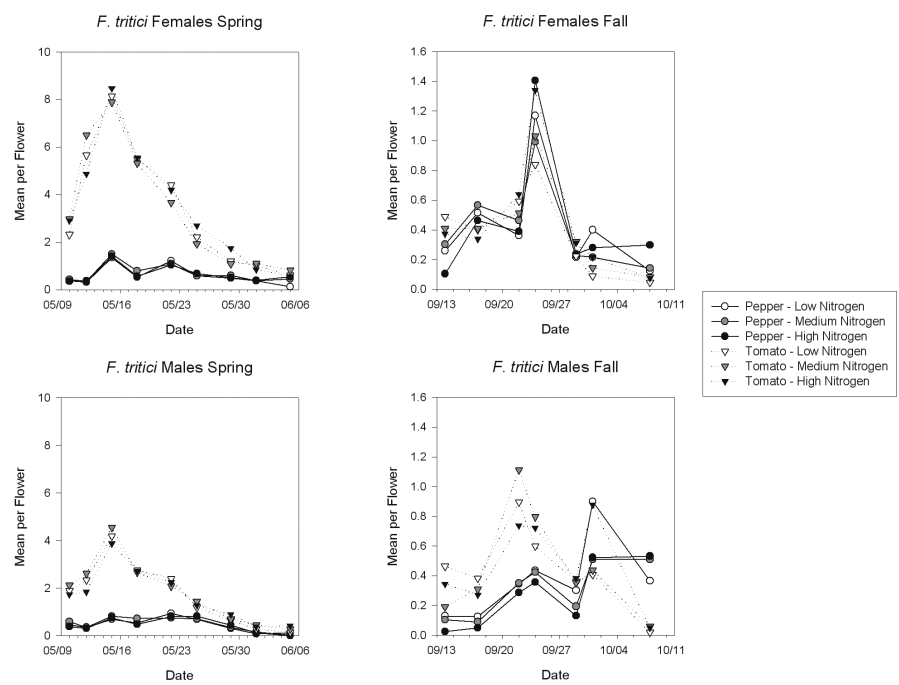 F. tritici Females Spring
10
8
6
4
2
0
Mean per Flower
05/09 05/16 05/23 05/30 06/06
Date
F. tritici Females Fall
1.6
1.4
1.2
1.0
0.8
0.6
0.4
0.2
0.0
Mean per Flower
09/13 09/20 09/27 10/04 10/11
Date
F. tritici Males Spring
10
8
6
4
2
0
Mean per Flower
05/09 05/16 05/23 05/30 06/06
Date
F. tritici Males Fall
1.6
1.4
1.2
1.0
0.8
0.6
0.4
0.2
0.0
Mean per Flower
09/13 09/20 09/27 10/04 10/11
Date
Pepper - Low Nitrogen
Pepper - Medium Nitrogen
Pepper - High Nitrogen
Tomato - Low Nitrogen
Tomato - Medium Nitrogen
Tomato - High Nitrogen